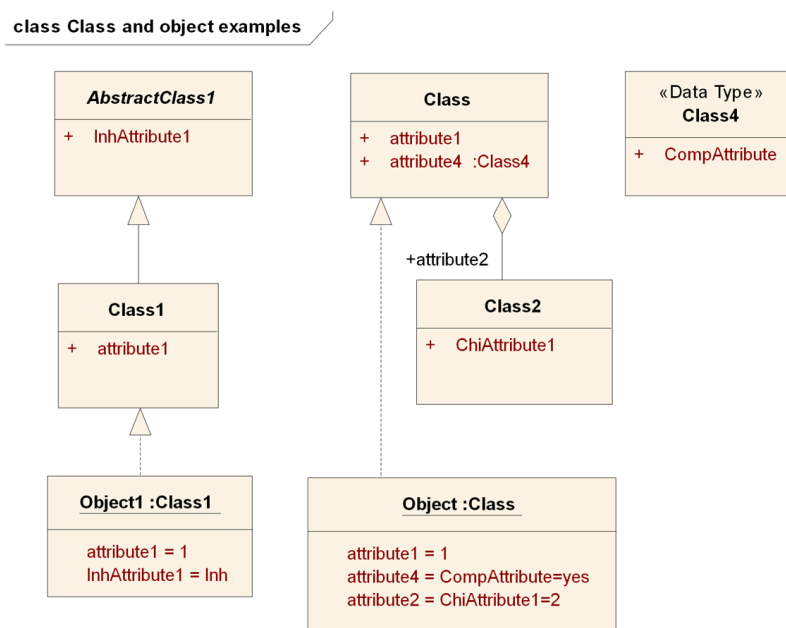 class Class and object examples
AbstractClass1
+ InhAttribute1
Class
+ attribute1
+ attribute4 :Class4
«Data Type»
Class4
+ CompAttribute
+attribute2
Class1
+ attribute1
Class2
+ ChiAttribute1
Object1 :Class1
attribute1 = 1
InhAttribute1 = Inh
Object :Class
attribute1 = 1
attribute4 = CompAttribute=yes
attribute2 = ChiAttribute1=2